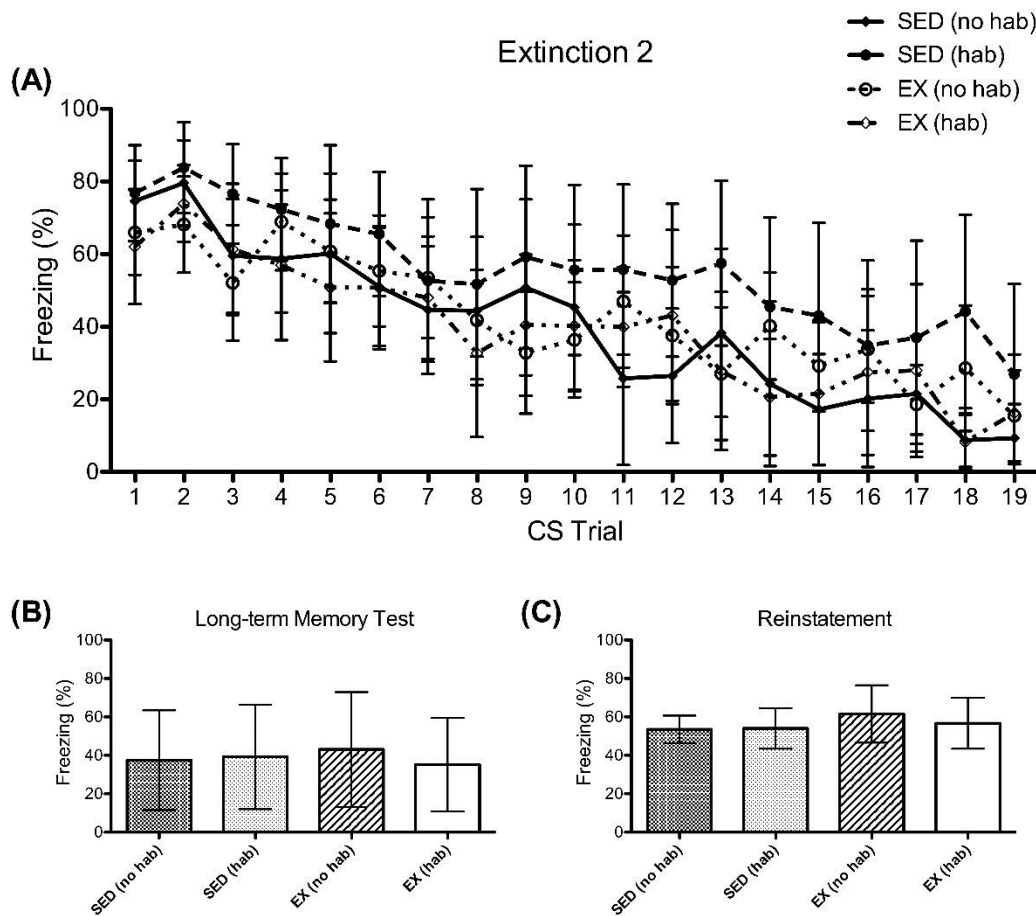 SED (no hab)
SED (hab)
EX (no hab)
EX (hab)
Extinction 2
(A)
Freezing (%)
100
80
60
40
20
0
1 2 3 4 5 6 7 8 9 10 11 12 13 14 15 16 17 18 19
CS Trial
(B)
Long-term Memory Test
Freezing (%)
100
80
60
40
20
0
SED (no hab)
SED (hab)
EX (no hab)
EX (hab)
(C)
Reinstatement
Freezing (%)
100
80
60
40
20
0
SED (no hab)
SED (hab)
EX (no hab)
EX (hab)